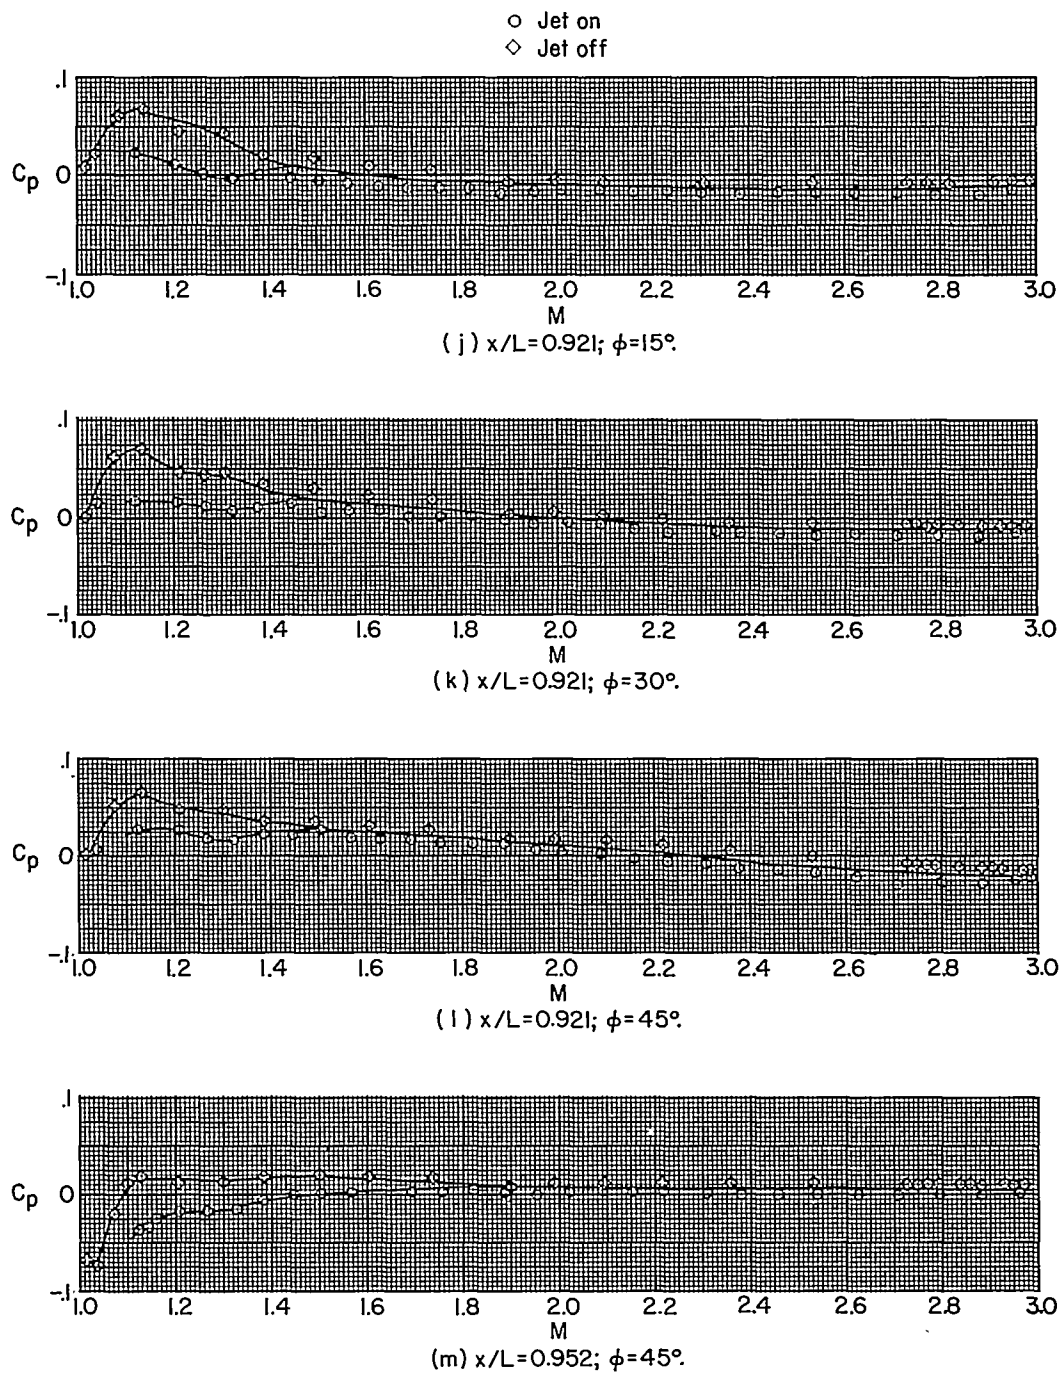 Jet on
Jet off
.1
Cp 0
-.1
1.0 1.2 1.4 1.6 1.8 2.0 2.2 2.4 2.6 2.8 3.0
M
(j) x/L=0.921; ϕ=15°.
.1
Cp 0
-.1
1.0 1.2 1.4 1.6 1.8 2.0 2.2 2.4 2.6 2.8 3.0
M
(k) x/L=0.921; ϕ=30°.
.1
Cp 0
-.1
1.0 1.2 1.4 1.6 1.8 2.0 2.2 2.4 2.6 2.8 3.0
M
(l) x/L=0.921; ϕ=45°.
.1
Cp 0
-.1
1.0 1.2 1.4 1.6 1.8 2.0 2.2 2.4 2.6 2.8 3.0
M
(m) x/L=0.952; ϕ=45°.